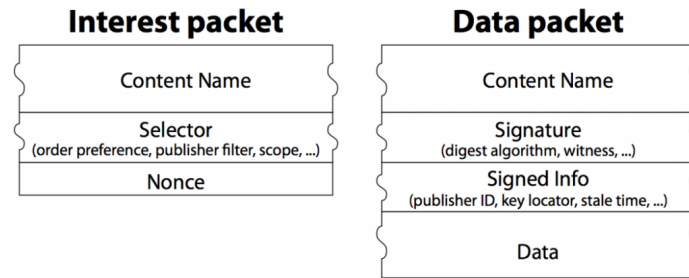 Interest packet
Content Name
Selector
(order preference, publisher filter, scope, ...)
Nonce
Data packet
Content Name
Signature
(digest algorithm, witness, ...)
Signed Info
(publisher ID, key locator, stale time, ...)
Data